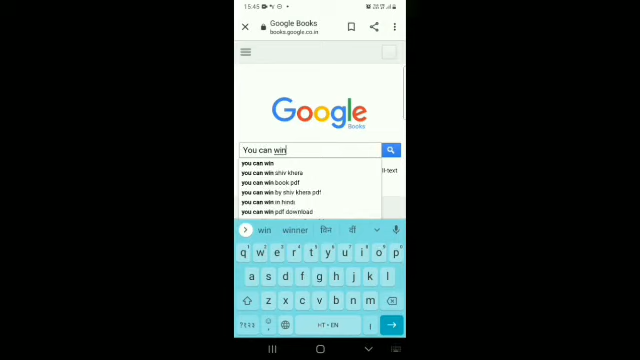 15.45
Google Books
books.google.co.in
Google
Books
You can win
ll-text
you can win
you can win shiv khera
you can win book pdf
you can win by shiv khera pdf
you can win in hindi
you can win pdf download
win winner विन वीं
q w e r t y u i o p
a s d f g h j k l
z x c v b n m
HT • EN